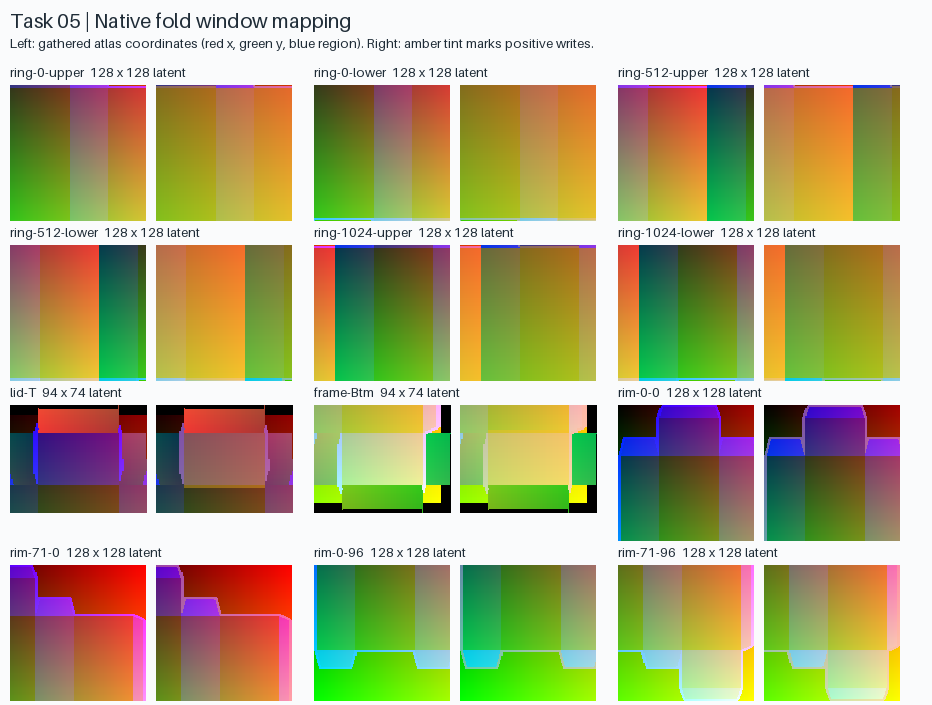 Task 05 | Native fold window mapping
Left: gathered atlas coordinates (red x, green y, blue region). Right: amber tint marks positive writes.
ring-0-upper 128 x 128 latent
ring-0-lower 128 x 128 latent
ring-512-upper 128 x 128 latent
ring-512-lower 128 x 128 latent
ring-1024-upper 128 x 128 latent
ring-1024-lower 128 x 128 latent
lid-T 94 x 74 latent
frame-Btm 94 x 74 latent
rim-0-0 128 x 128 latent
rim-71-0 128 x 128 latent
rim-0-96 128 x 128 latent
rim-71-96 128 x 128 latent